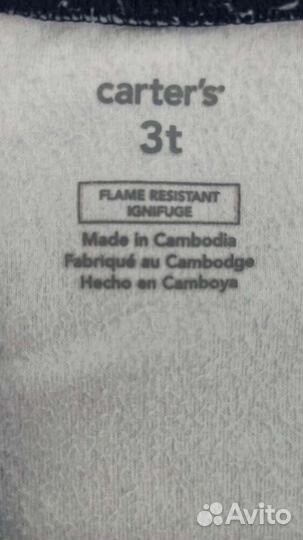 carter's
3t
FLAME RESISTANT
IGNIFUGE
Made in Cambodia
Fabriqué au Cambodge
Hecho en Camboya
Avito